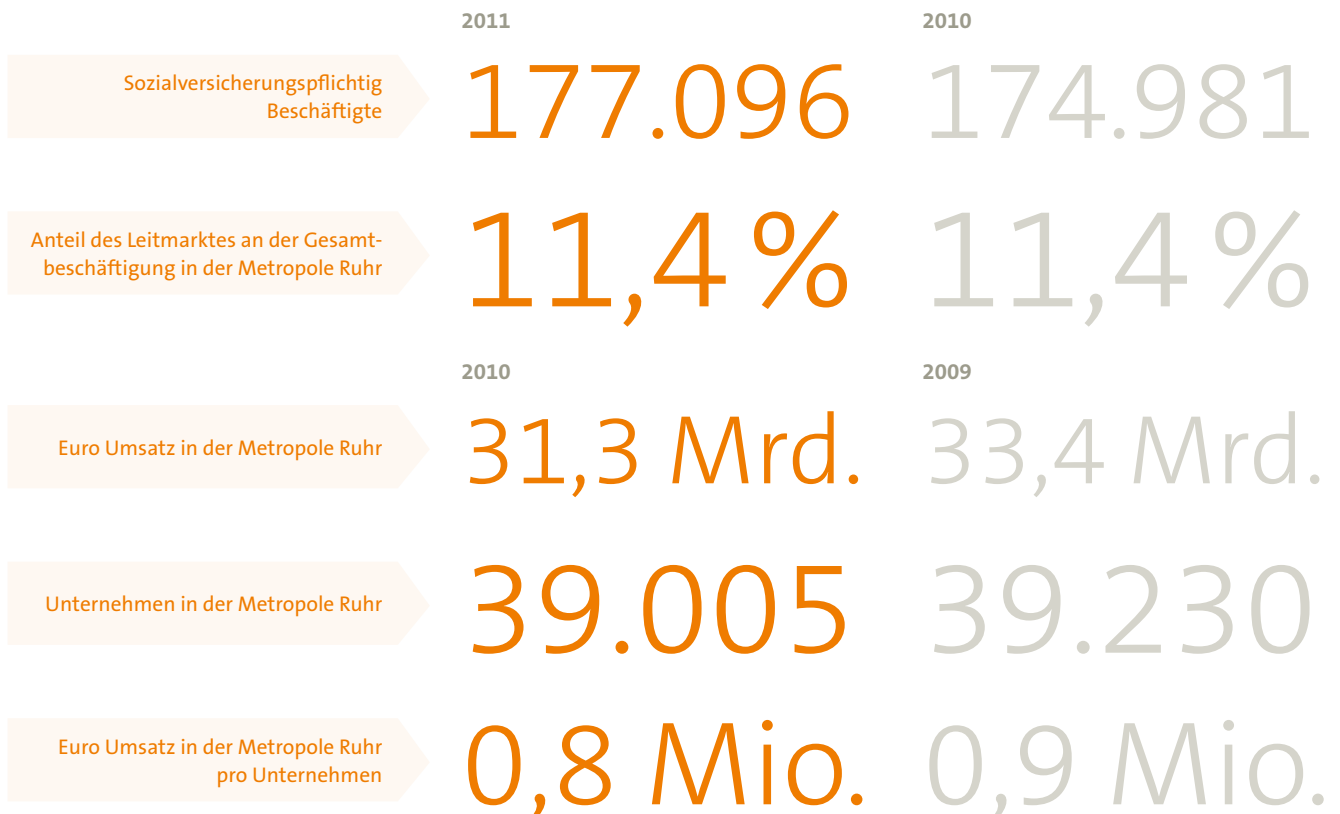 2011 2010
Sozialversicherungspflichtig
Beschäftigte
177.096 174.981
Anteil des Leitmarktes an der Gesamt-
beschäftigung in der Metropole Ruhr
11,4 % 11,4 %
2010 2009
Euro Umsatz in der Metropole Ruhr 31,3 Mrd. 33,4 Mrd.
Unternehmen in der Metropole Ruhr 39.005 39.230
Euro Umsatz in der Metropole Ruhr
pro Unternehmen
0,8 Mio. 0,9 Mio.